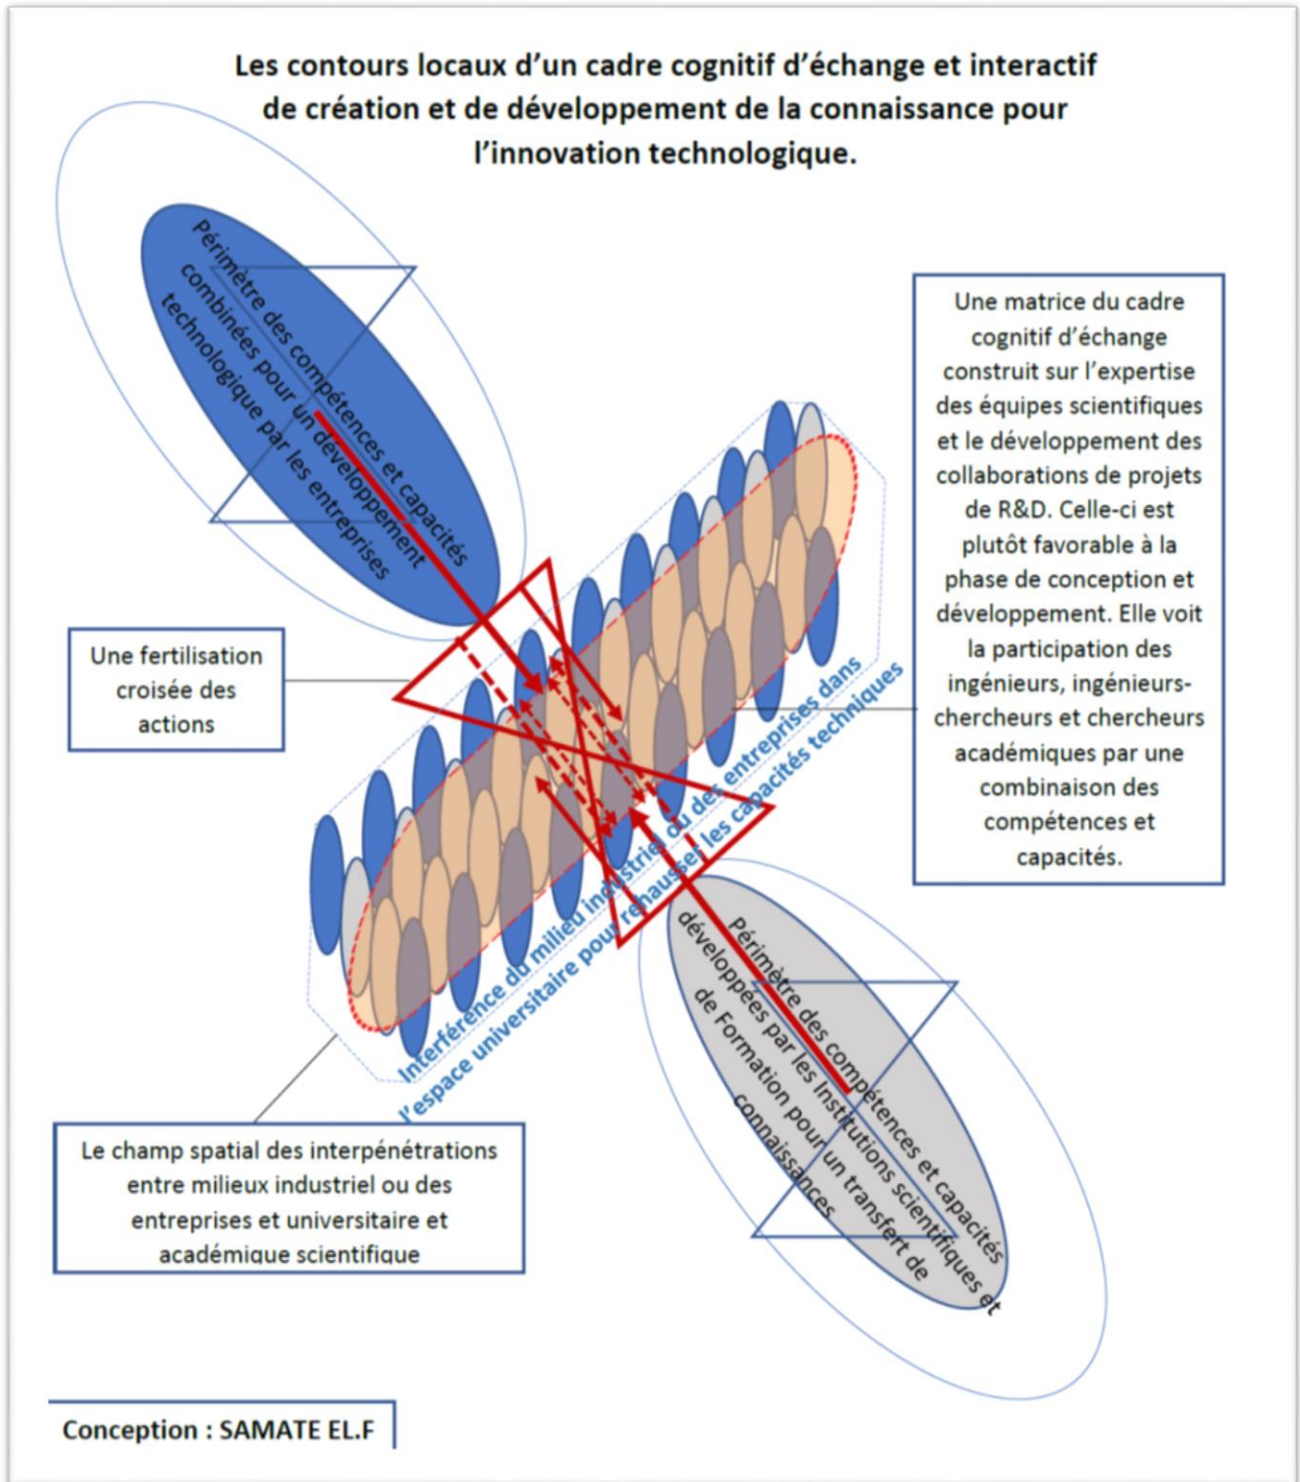 Les contours locaux d’un cadre cognitif d’échange et interactif
de création et de développement de la connaissance pour
l’innovation technologique.
Périmètre des compétences et capacités
combinées pour un développement
technologique par les entreprises
Une matrice du cadre
cognitif d’échange
construit sur l’expertise
des équipes scientifiques
et le développement des
collaborations de projets
de R&D. Celle-ci est
plutôt favorable à la
phase de conception et
développement. Elle voit
la participation des
ingénieurs, ingénieurs-
chercheurs et chercheurs
académiques par une
combinaison des
compétences et
capacités.
Une fertilisation
croisée des
actions
Interférence du milieu industriel ou des entreprises dans
l’espace universitaire pour rehausser les capacités techniques
Périmètre des compétences et capacités
développées par les Institutions scientifiques et
de Formation pour un transfert de
connaissances
Le champ spatial des interpénétrations
entre milieux industriel ou des
entreprises et universitaire et
académique scientifique
Conception : SAMATE EL.F